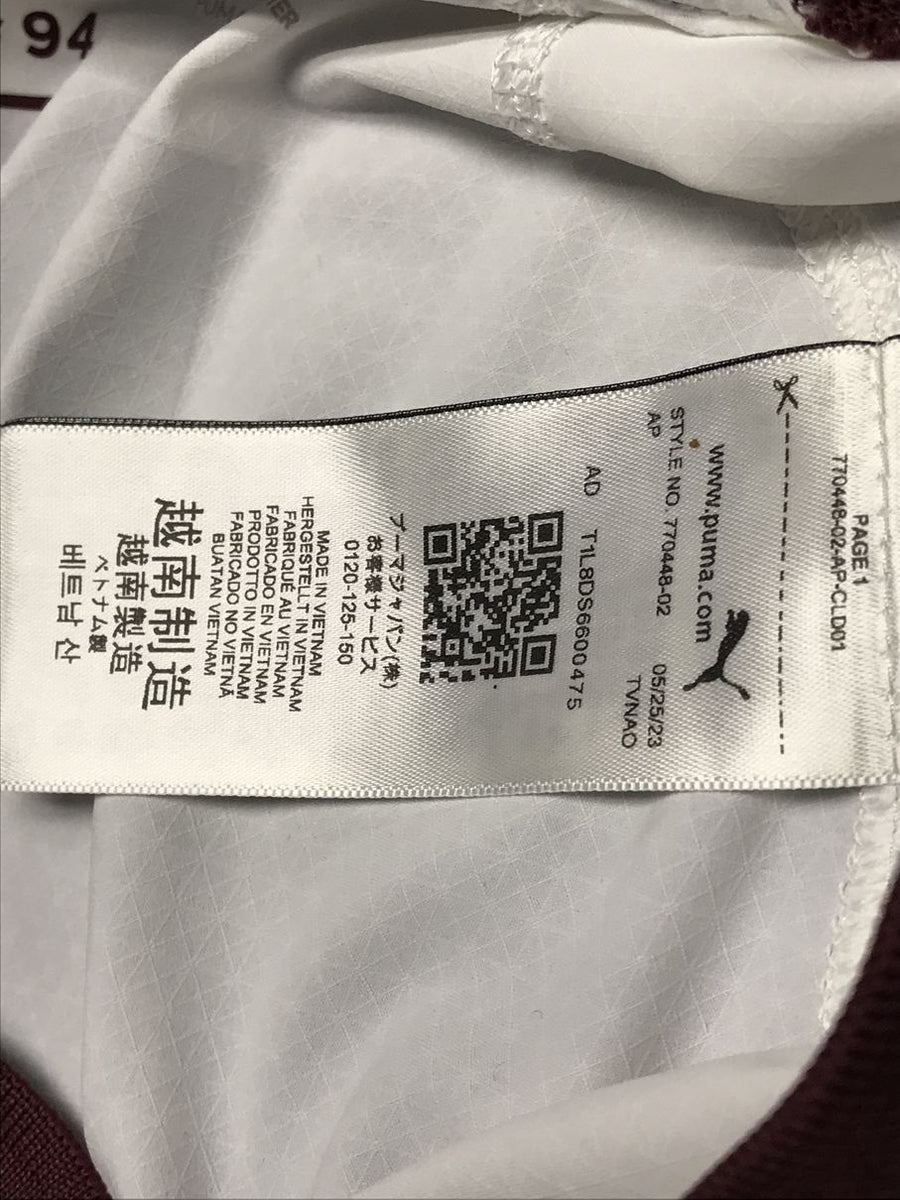 94
PAGE 1
770448-02-AP-CLD01
www.puma.com
STYLE NO. 770448-02 05/25/23
AP TVNAO
AD T1L8DS6600475
プーマジャパン(株)
お客様サービス
0120-125-150
MADE IN VIETNAM
HERGESTELLT IN VIETNAM
FABRIQUÉ AU VIETNAM
FABRICADO EN VIETNAM
PRODOTTO IN VIETNAM
FABRICADO NO VIETNÃ
BUATAN VIETNAM
越南制造
越南製造
ベトナム製
베트남 산